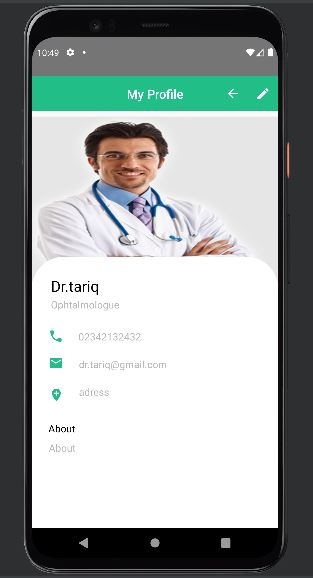 10:49
My Profile
Dr.tariq
Ophtalmologue
02342132432
dr.tariq@gmail.com
adress
About
About